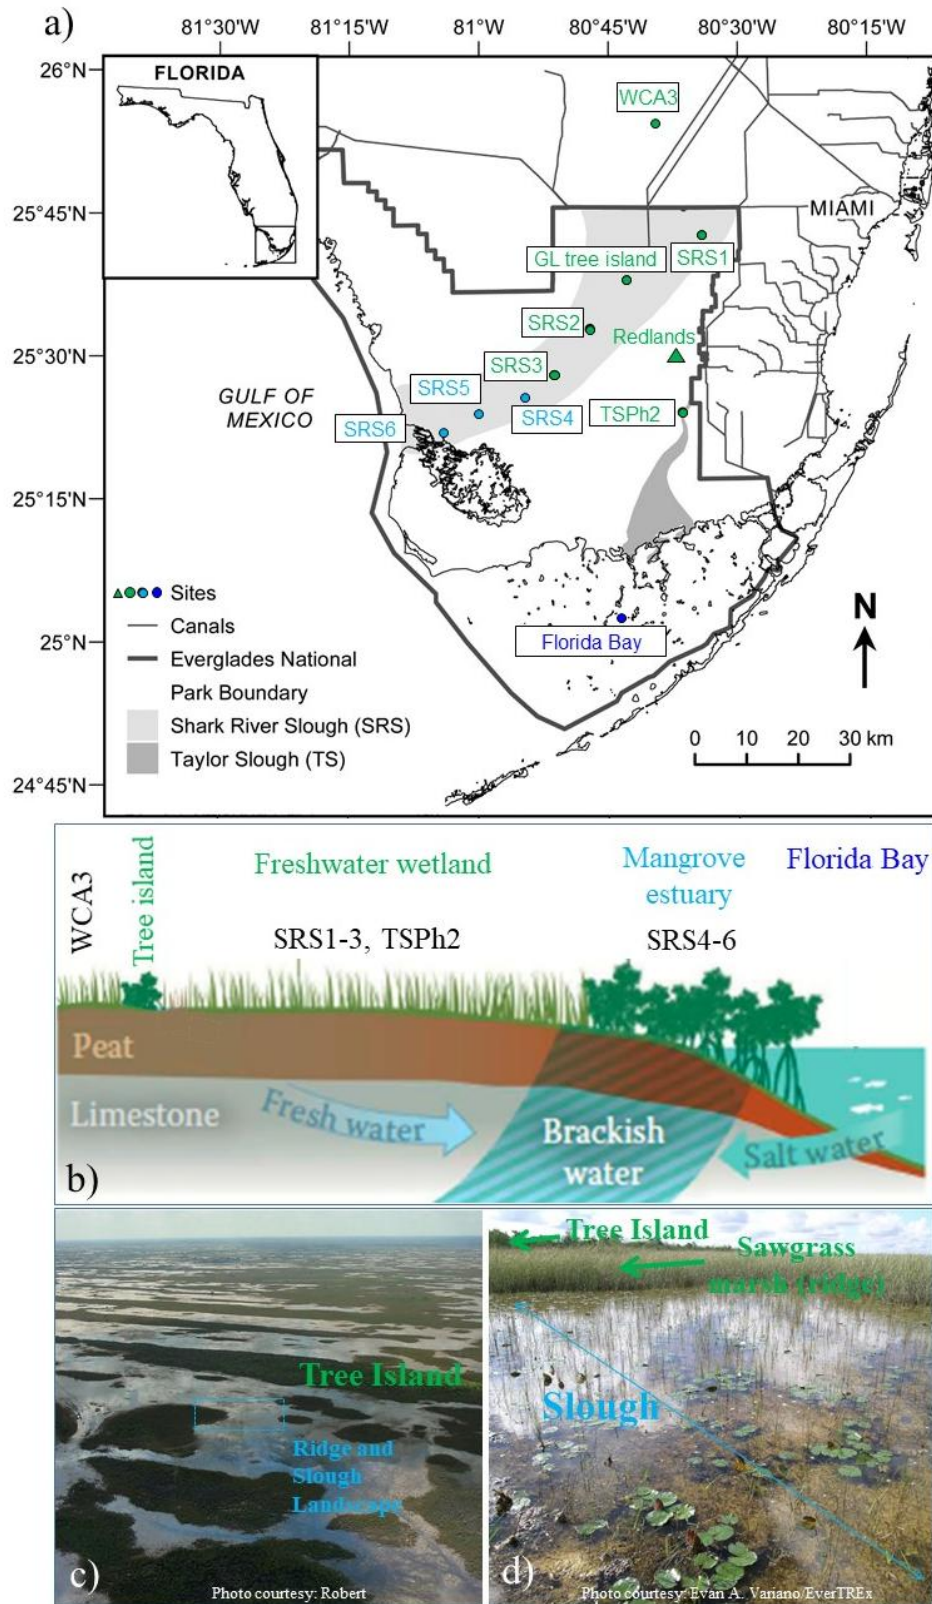 a)
81°30'W 81°15'W 81°W 80°45'W 80°30'W 80°15'W
26°N
25°45'N
25°30'N
25°15'N
25°N
24°45'N
FLORIDA
WCA3
MIAMI
GL tree island
SRS1
SRS2
Redlands
SRS3
SRS5
SRS4
TSPh2
SRS6
GULF OF
MEXICO
Florida Bay
N
0 10 20 30 km
Sites
Canals
Everglades National
Park Boundary
Shark River Slough (SRS)
Taylor Slough (TS)
WCA3
Tree island
Freshwater wetland
Mangrove
estuary
Florida Bay
SRS1-3, TSPh2
SRS4-6
Peat
Limestone
Fresh water
Brackish
water
Salt water
b)
Tree Island
Ridge and
Slough
Landscape
c)
Photo courtesy: Robert
Tree Island
Sawgrass
marsh (ridge)
Slough
d)
Photo courtesy: Evan A. Variano/EverTREx